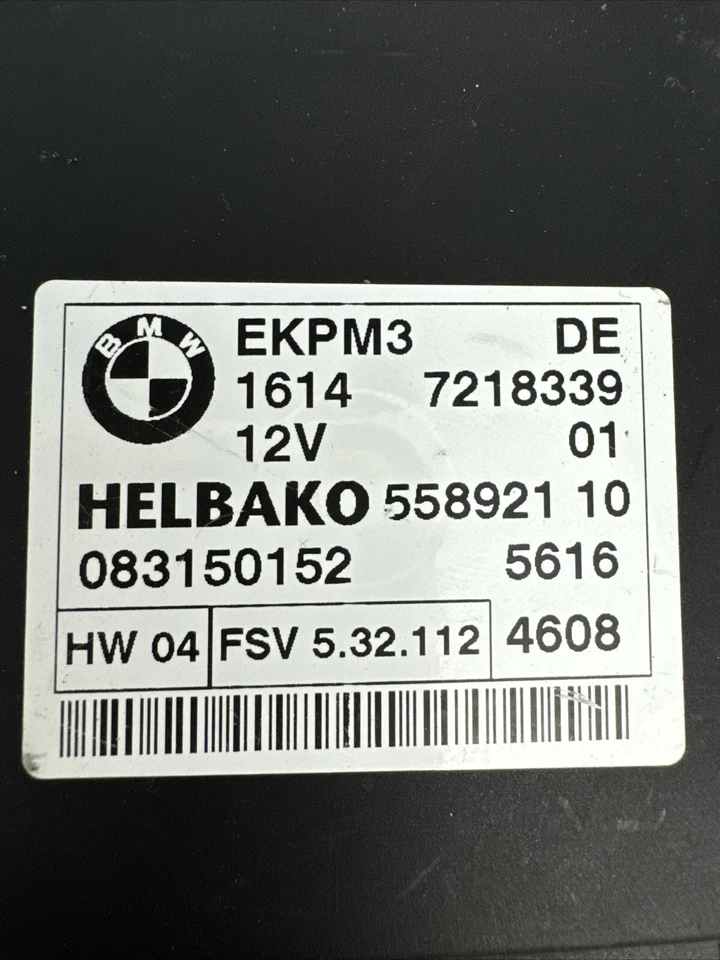 BMW
EKPM3 DE
1614 7218339
12V 01
HELBAKO 558921 10
083150152 5616
HW 04 FSV 5.32.112 4608